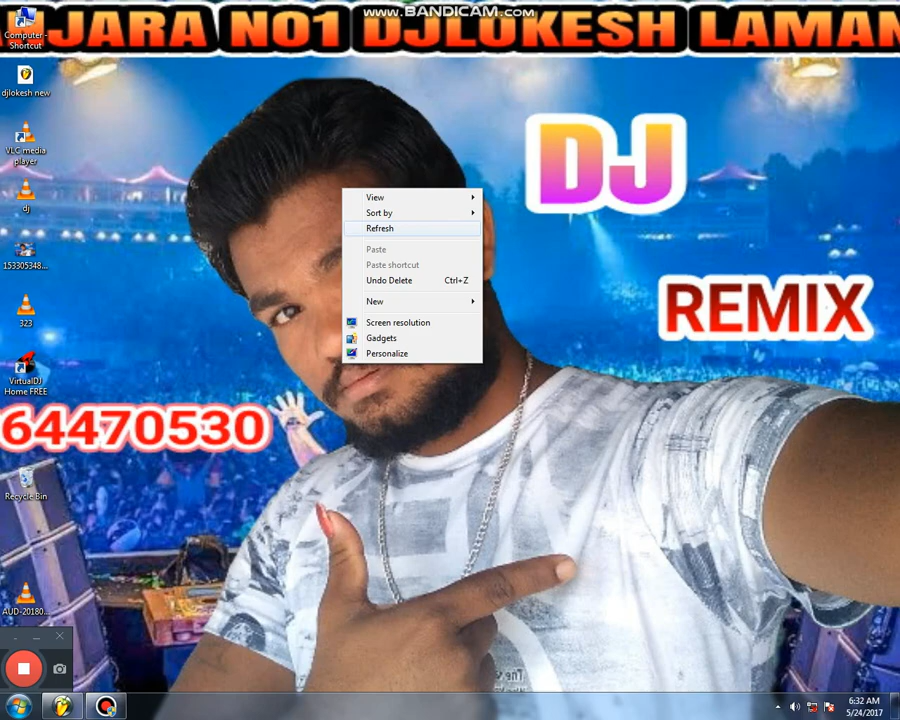 www.BANDICAM.com
JARA NO1 DJLOKESH LAMAN
Computer - Shortcut
djlokesh new
VLC media player
dj
153305348...
323
VirtualDJ Home FREE
64470530
Recycle Bin
AUD-20180...
DJ
REMIX
View
Sort by
Refresh
Paste
Paste shortcut
Undo Delete Ctrl+Z
New
Screen resolution
Gadgets
Personalize
6:32 AM
5/24/2017